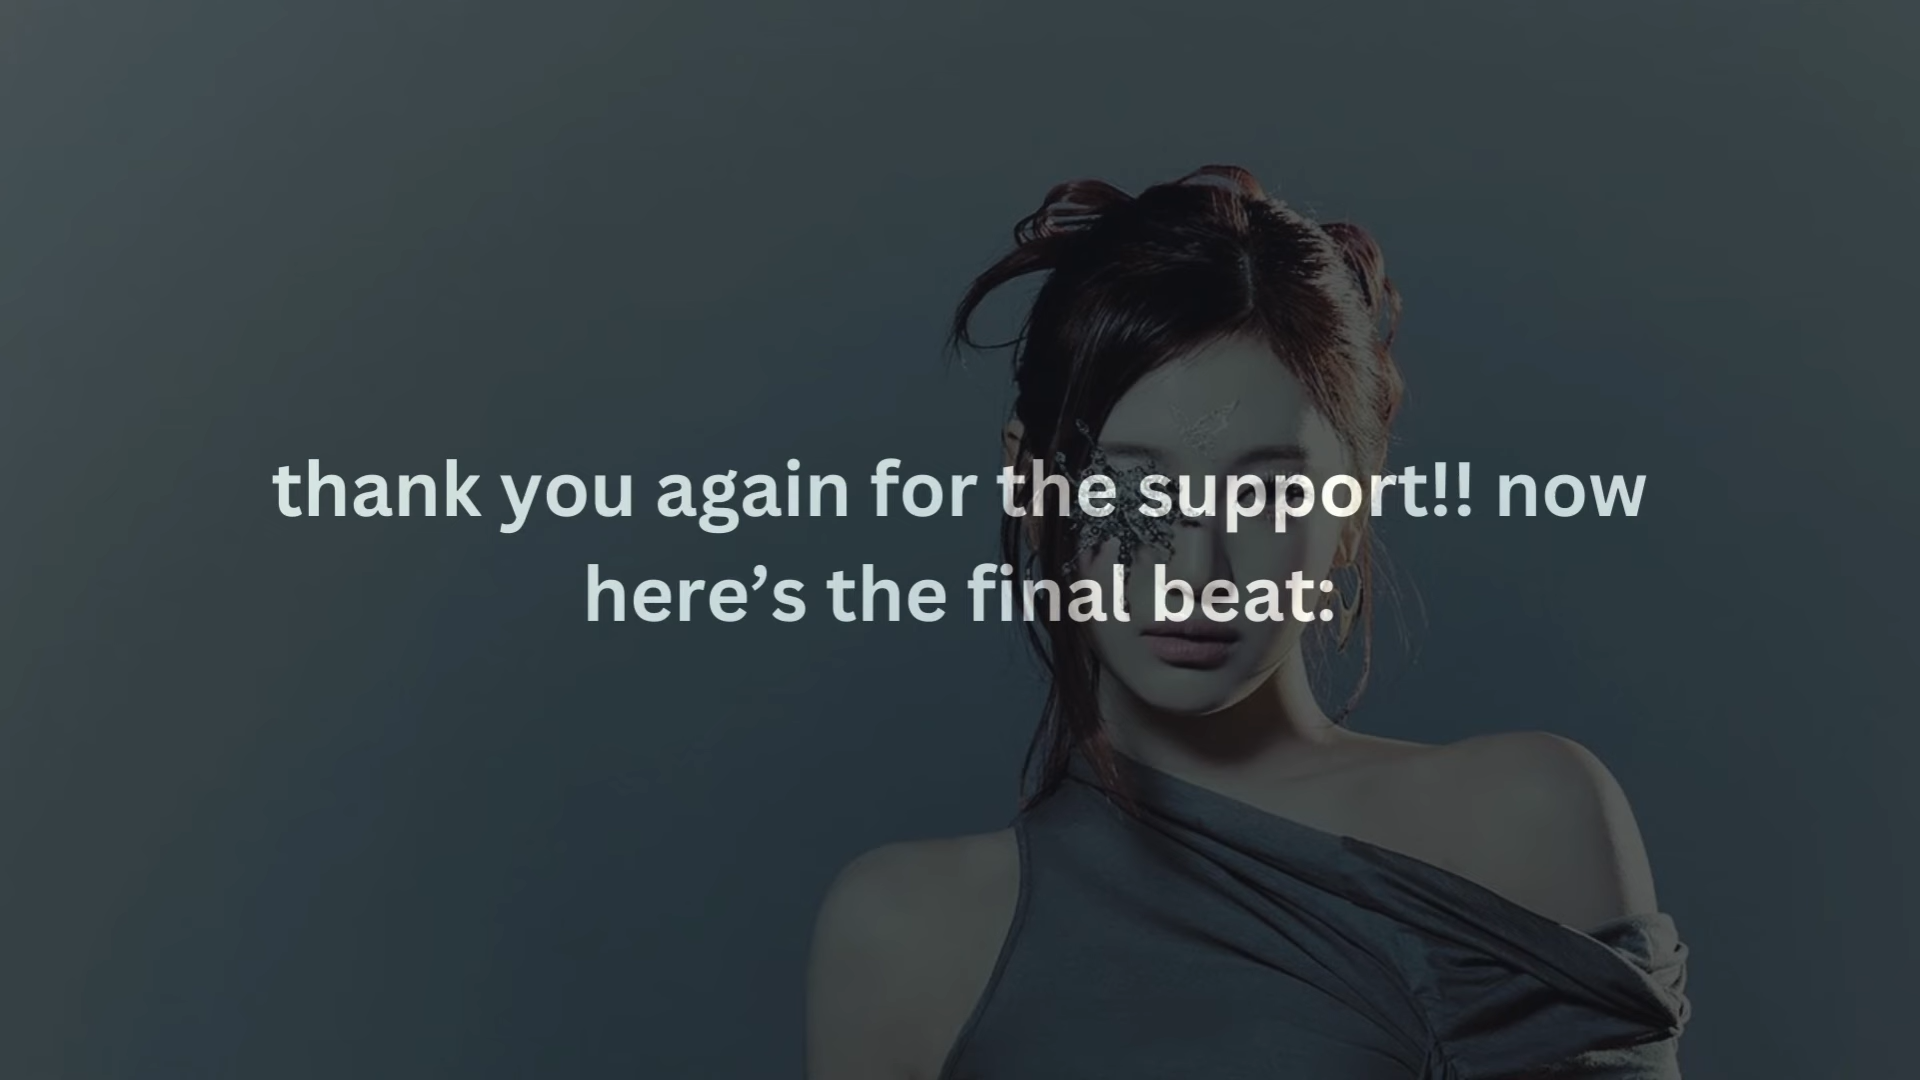 thank you again for the support!! now
here’s the final beat: